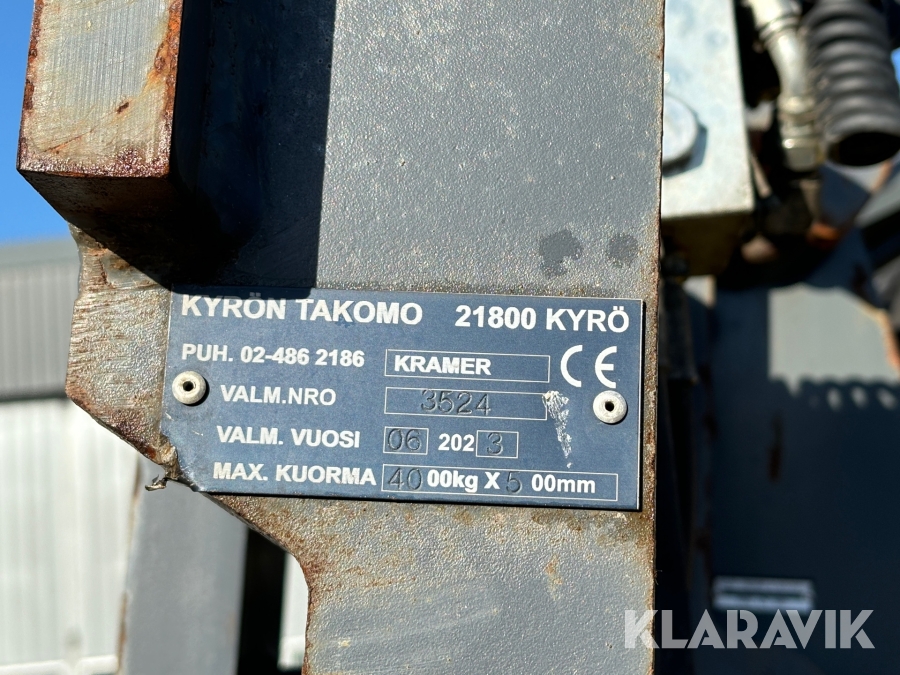 KYRÖN TAKOMO 21800 KYRÖ
PUH. 02-486 2186 KRAMER CE
VALM.NRO 3524
VALM. VUOSI 06 2023
MAX. KUORMA 4000kg X 500mm
KLARAVIK